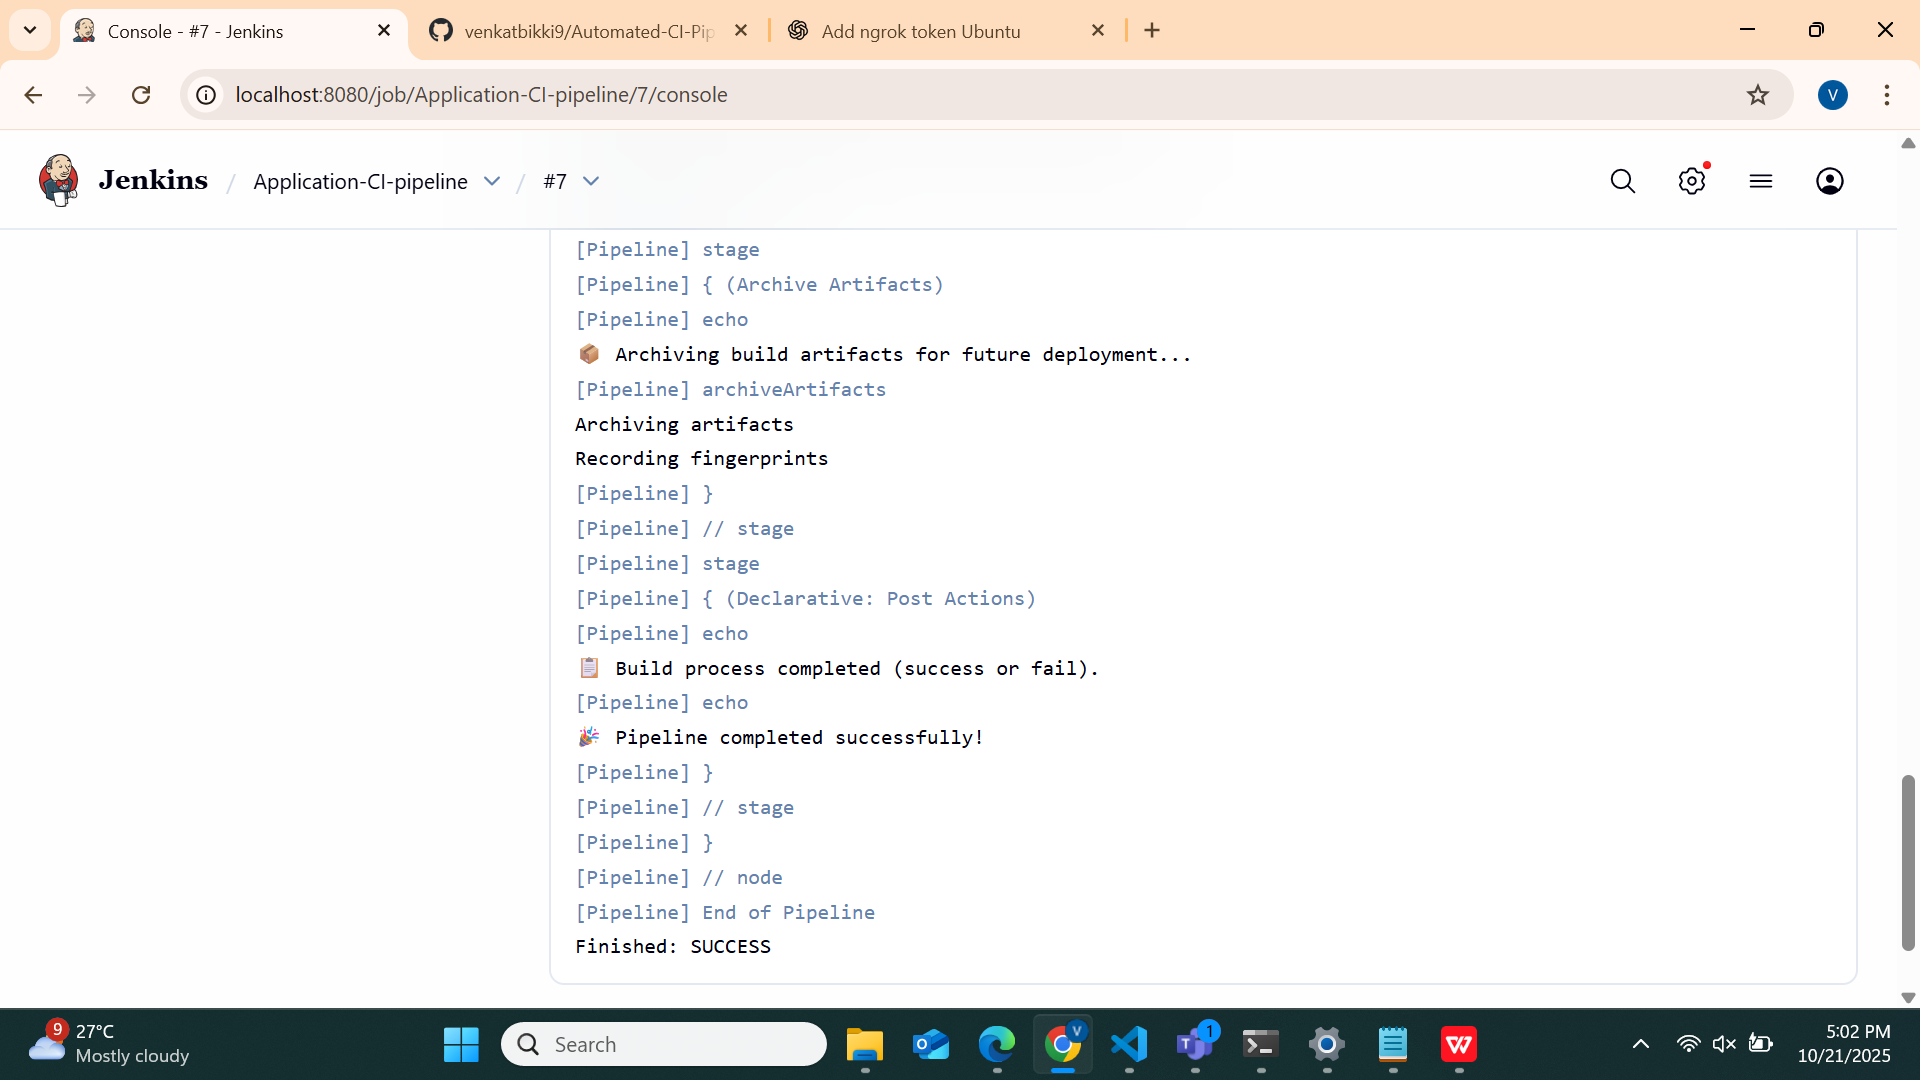 Console - #7 - Jenkins
venkatbikki9/Automated-CI-Pip
Add ngrok token Ubuntu
localhost:8080/job/Application-CI-pipeline/7/console
V
Jenkins / Application-CI-pipeline / #7
[Pipeline] stage
[Pipeline] { (Archive Artifacts)
[Pipeline] echo
📦 Archiving build artifacts for future deployment...
[Pipeline] archiveArtifacts
Archiving artifacts
Recording fingerprints
[Pipeline] }
[Pipeline] // stage
[Pipeline] stage
[Pipeline] { (Declarative: Post Actions)
[Pipeline] echo
📋 Build process completed (success or fail).
[Pipeline] echo
🎉 Pipeline completed successfully!
[Pipeline] }
[Pipeline] // stage
[Pipeline] }
[Pipeline] // node
[Pipeline] End of Pipeline
Finished: SUCCESS
9
27°C
Mostly cloudy
Search
V
1
5:02 PM
10/21/2025